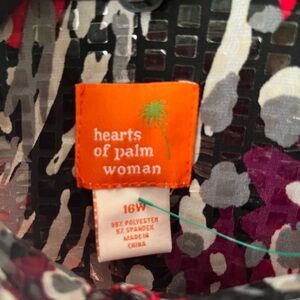 hearts
of palm
woman
16W
95% POLYESTER
5% SPANDEX
MADE IN
CHINA